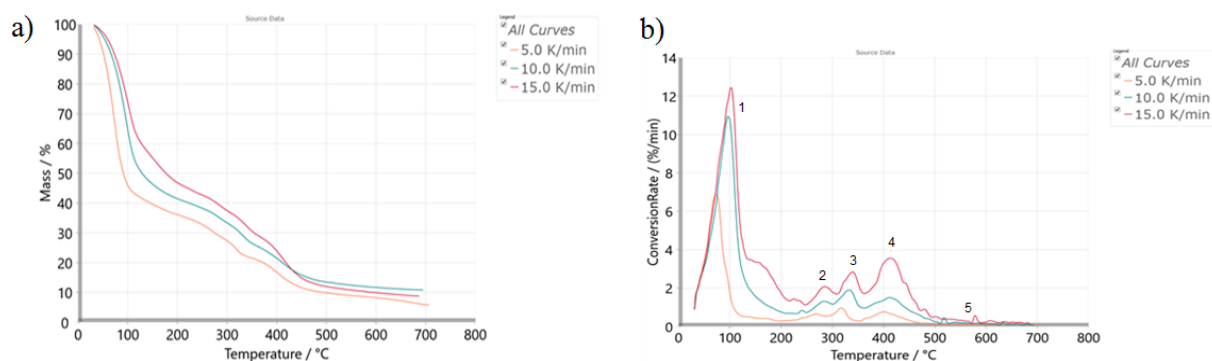 a)
Source Data
Legend
All Curves
5.0 K/min
10.0 K/min
15.0 K/min
Mass / %
100
90
80
70
60
50
40
30
20
10
0
0 100 200 300 400 500 600 700 800
Temperature / °C
b)
Source Data
Legend
All Curves
5.0 K/min
10.0 K/min
15.0 K/min
ConversionRate / (%/min)
14
12
10
8
6
4
2
0
1
2
3
4
5
0 100 200 300 400 500 600 700 800
Temperature / °C